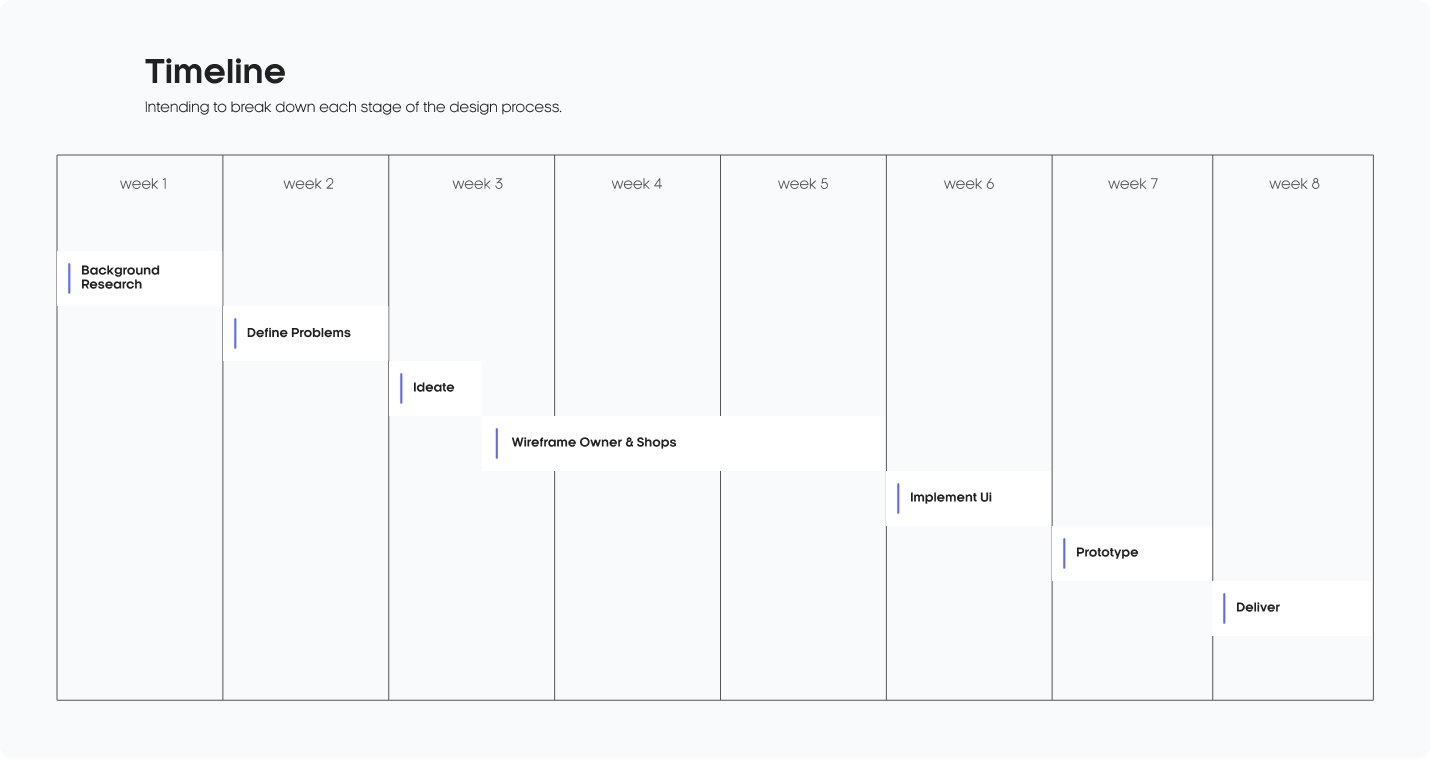 Timeline
Intending to break down each stage of the design process.
week 1
week 2
week 3
week 4
week 5
week 6
week 7
week 8
Background
Research
Define Problems
Ideate
Wireframe Owner & Shops
Implement Ui
Prototype
Deliver